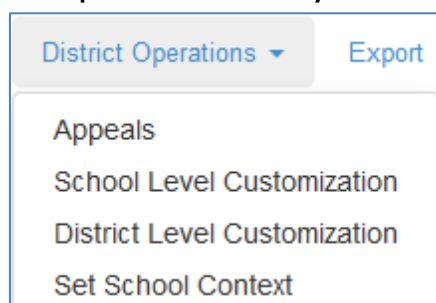 District Operations Export
Appeals
School Level Customization
District Level Customization
Set School Context